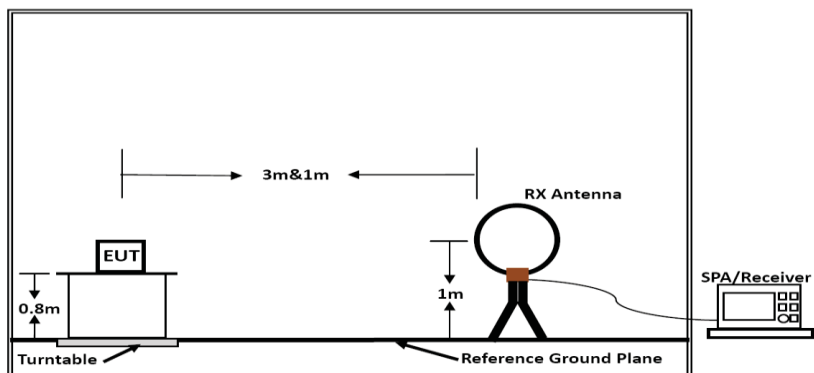 3m&1m
RX Antenna
EUT
SPA/Receiver
0.8m
1m
Turntable
Reference Ground Plane